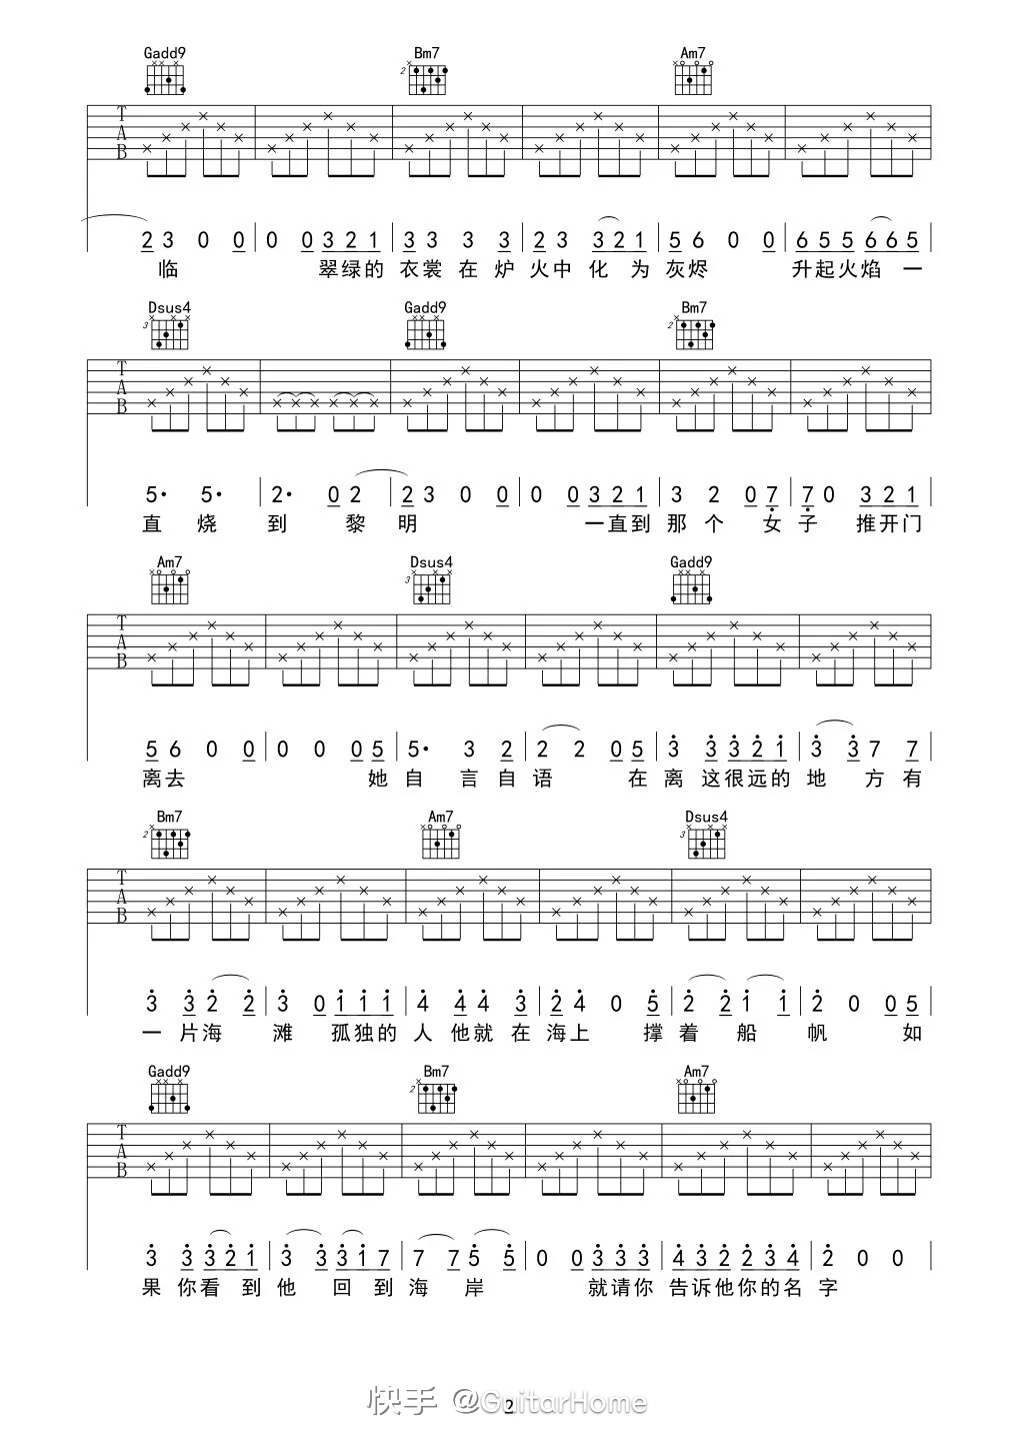 Gadd9 Bm7 Am7
T
A
B
2 3 0 0 0 0 3 2 1 3 3 3 3 2 3 3 2 1 5 6 0 0 6 5 5 6 6 5
临 翠绿的 衣裳 在 炉 火中 化 为 灰烬 升起火焰 一
Dsus4 Gadd9 Bm7
3 2
T
A
B
5· 5· 2· 0 2 2 3 0 0 0 0 3 2 1 3 2 0 7 7 0 3 2 1
直 烧 到 黎 明 一直到 那 个 女 子 推开门
Am7 Dsus4 Gadd9
3
T
A
B
5 6 0 0 0 0 0 5 5· 3 2 2 2 0 5 3 3 3 2 1 3 3 7 7
离去 她 自 言 自 语 在 离 这很远的 地 方 有
Bm7 Am7 Dsus4
2 3
T
A
B
3 3 2 2 3 0 1 1 1 4 4 4 3 2 4 0 5 2 2 1 1 2 0 0 5
一 片海 滩 孤独的 人 他就 在 海上 撑 着 船 帆 如
Gadd9 Bm7 Am7
2
T
A
B
3 3 3 2 1 3 3 3 1 7 7 7 5 5 0 0 3 3 3 4 3 2 2 3 4 2 0 0
果 你看 到 他 回 到 海 岸 就请你 告诉他你的名 字
2
快手 @GuitarHome